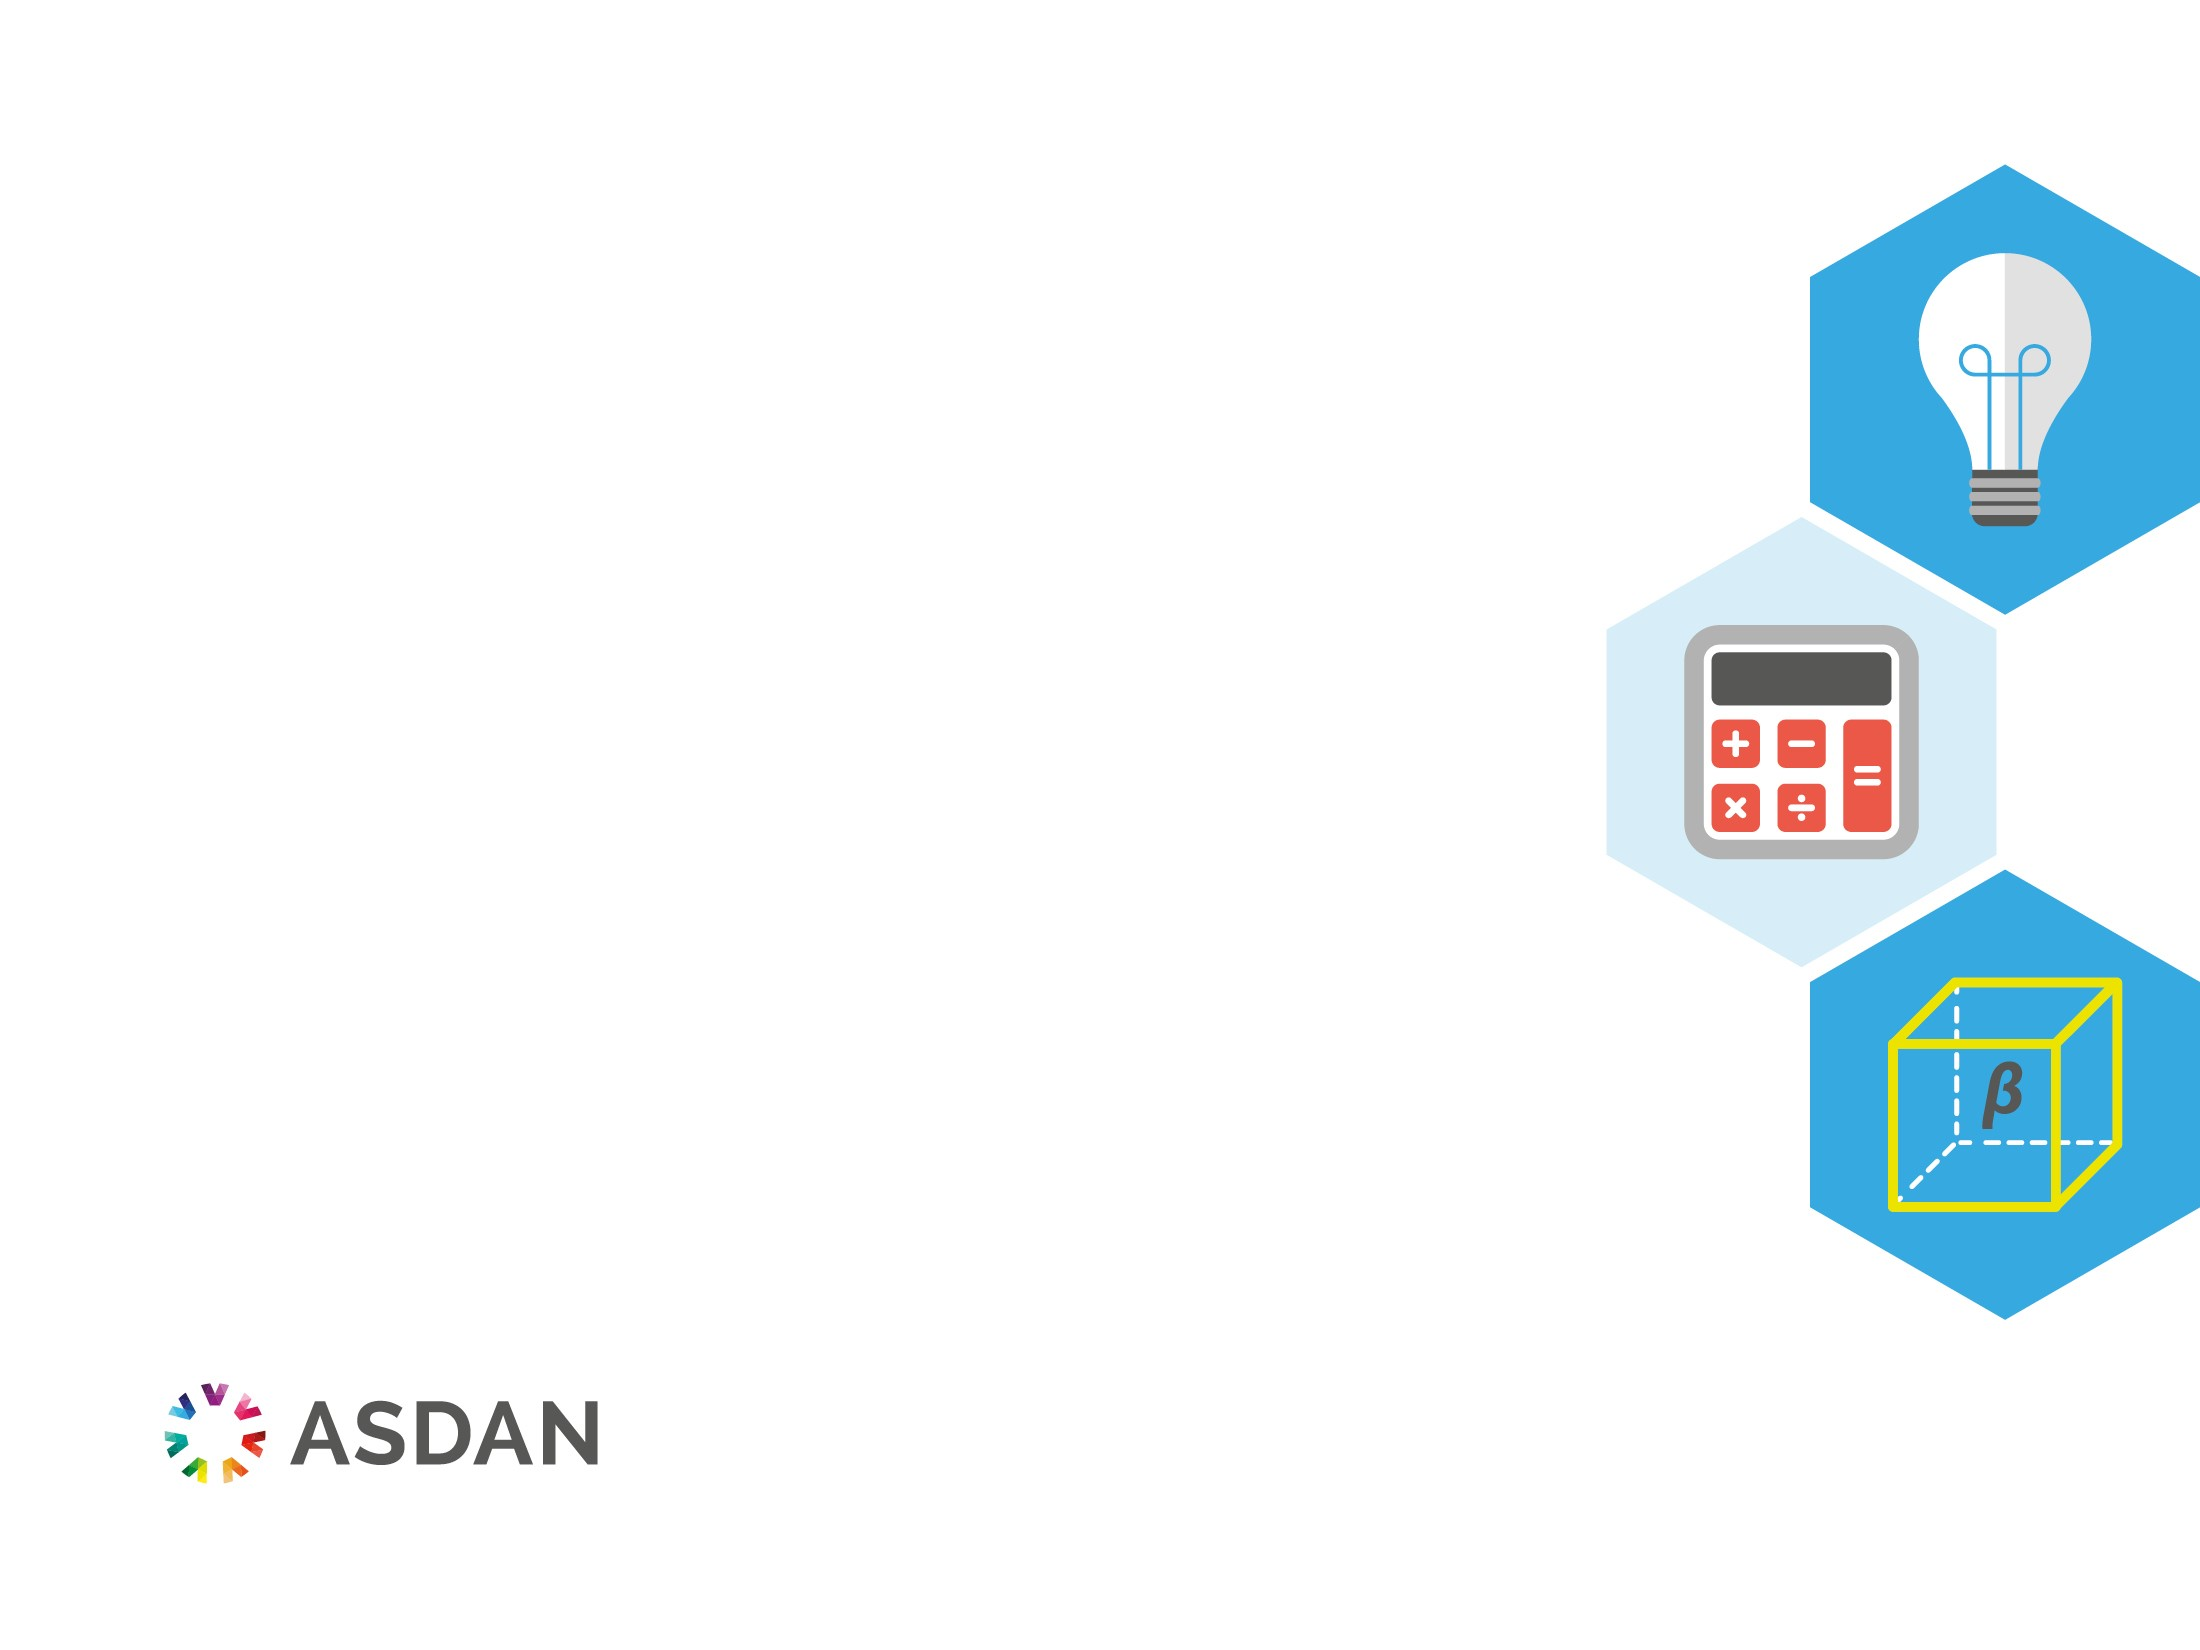 + −
=
× ÷
β
ASDAN